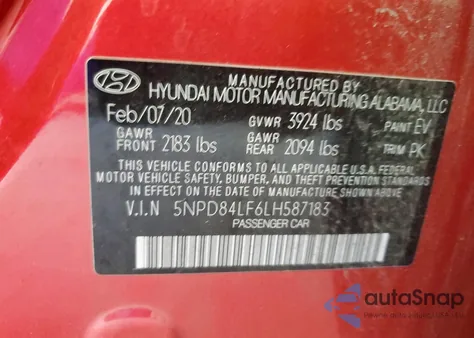 MANUFACTURED BY
HYUNDAI MOTOR MANUFACTURING ALABAMA, LLC
Feb/07/20 GVWR 3924 lbs PAINT EV
GAWR FRONT 2183 lbs GAWR REAR 2094 lbs TRIM PK
THIS VEHICLE CONFORMS TO ALL APPLICABLE U.S.A. FEDERAL
MOTOR VEHICLE SAFETY, BUMPER, AND THEFT PREVENTION STANDARDS
IN EFFECT ON THE DATE OF MANUFACTURE SHOWN ABOVE.
V.I.N 5NPD84LF6LH587183
PASSENGER CAR
autoSnap